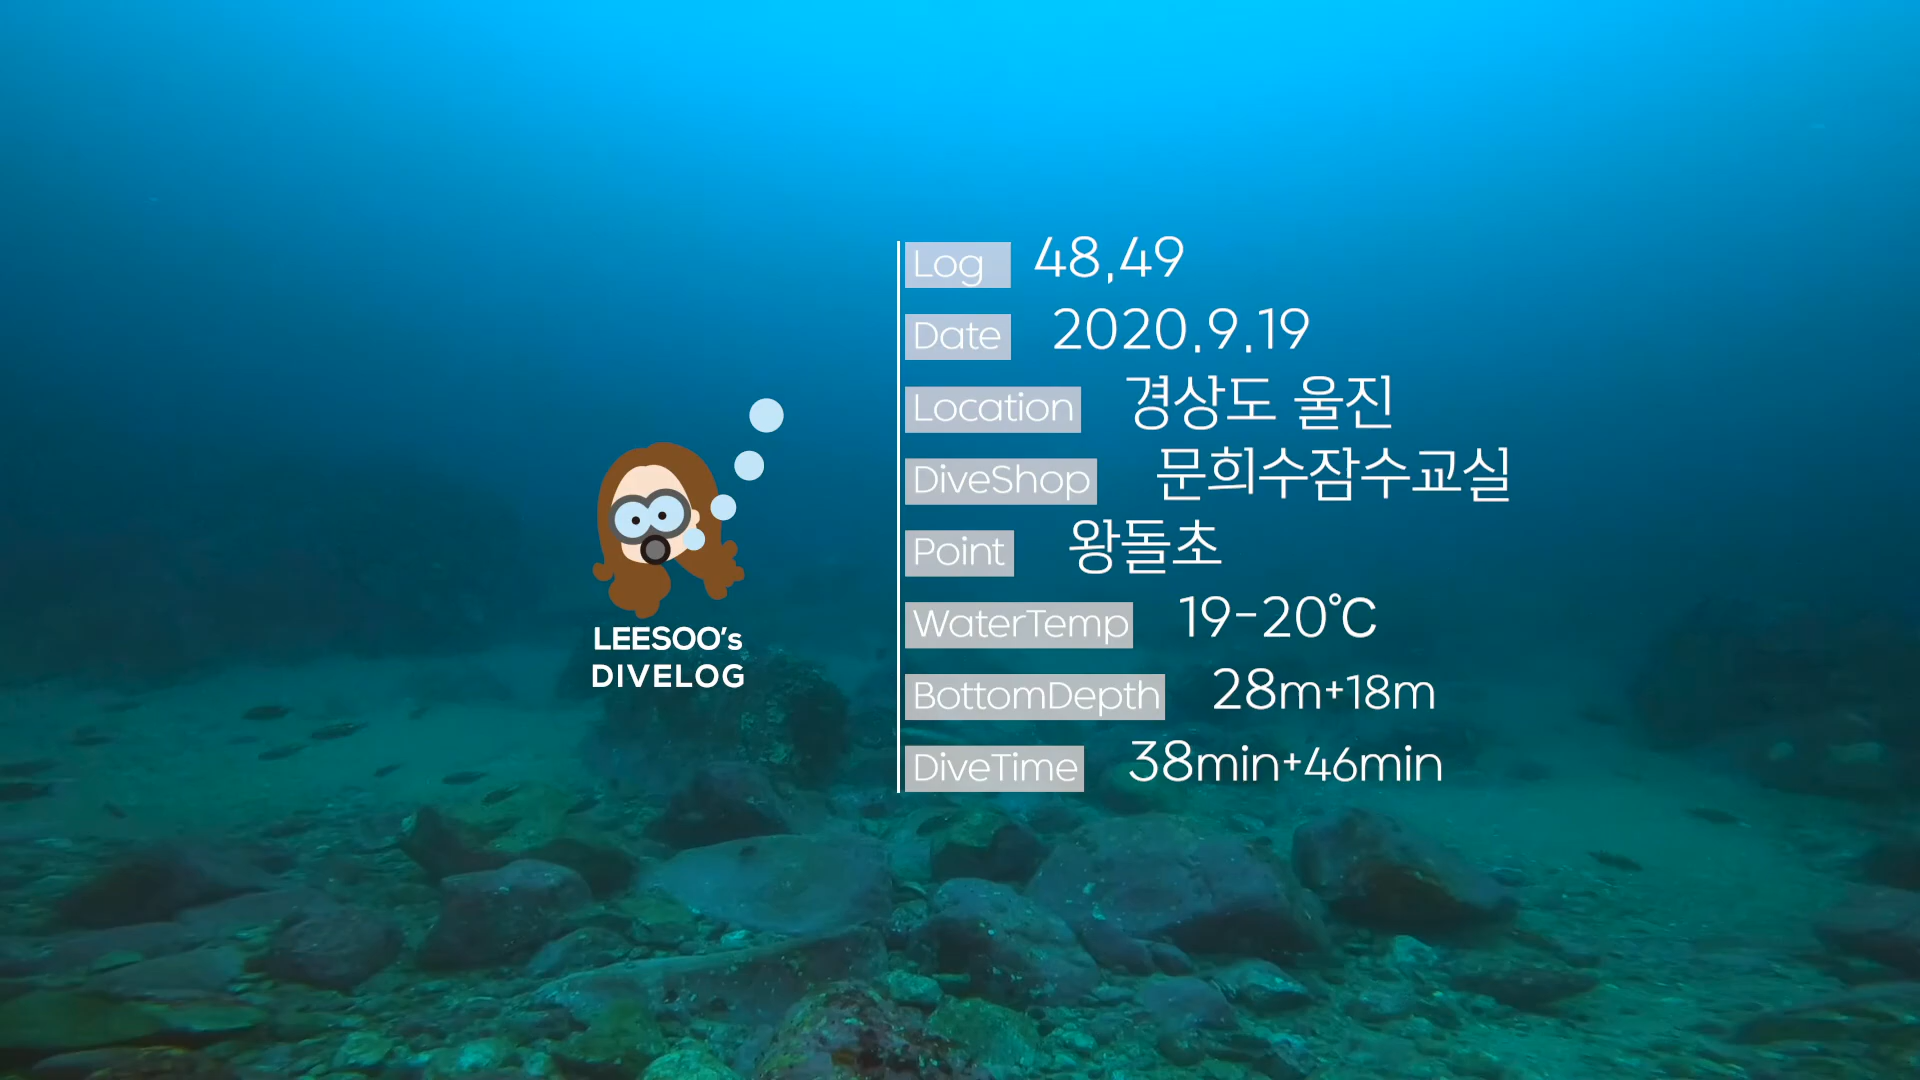 LEESOO's
DIVELOG
Log 48,49
Date 2020.9.19
Location 경상도 울진
DiveShop 문희수잠수교실
Point 왕돌초
WaterTemp 19-20℃
BottomDepth 28m+18m
DiveTime 38min+46min